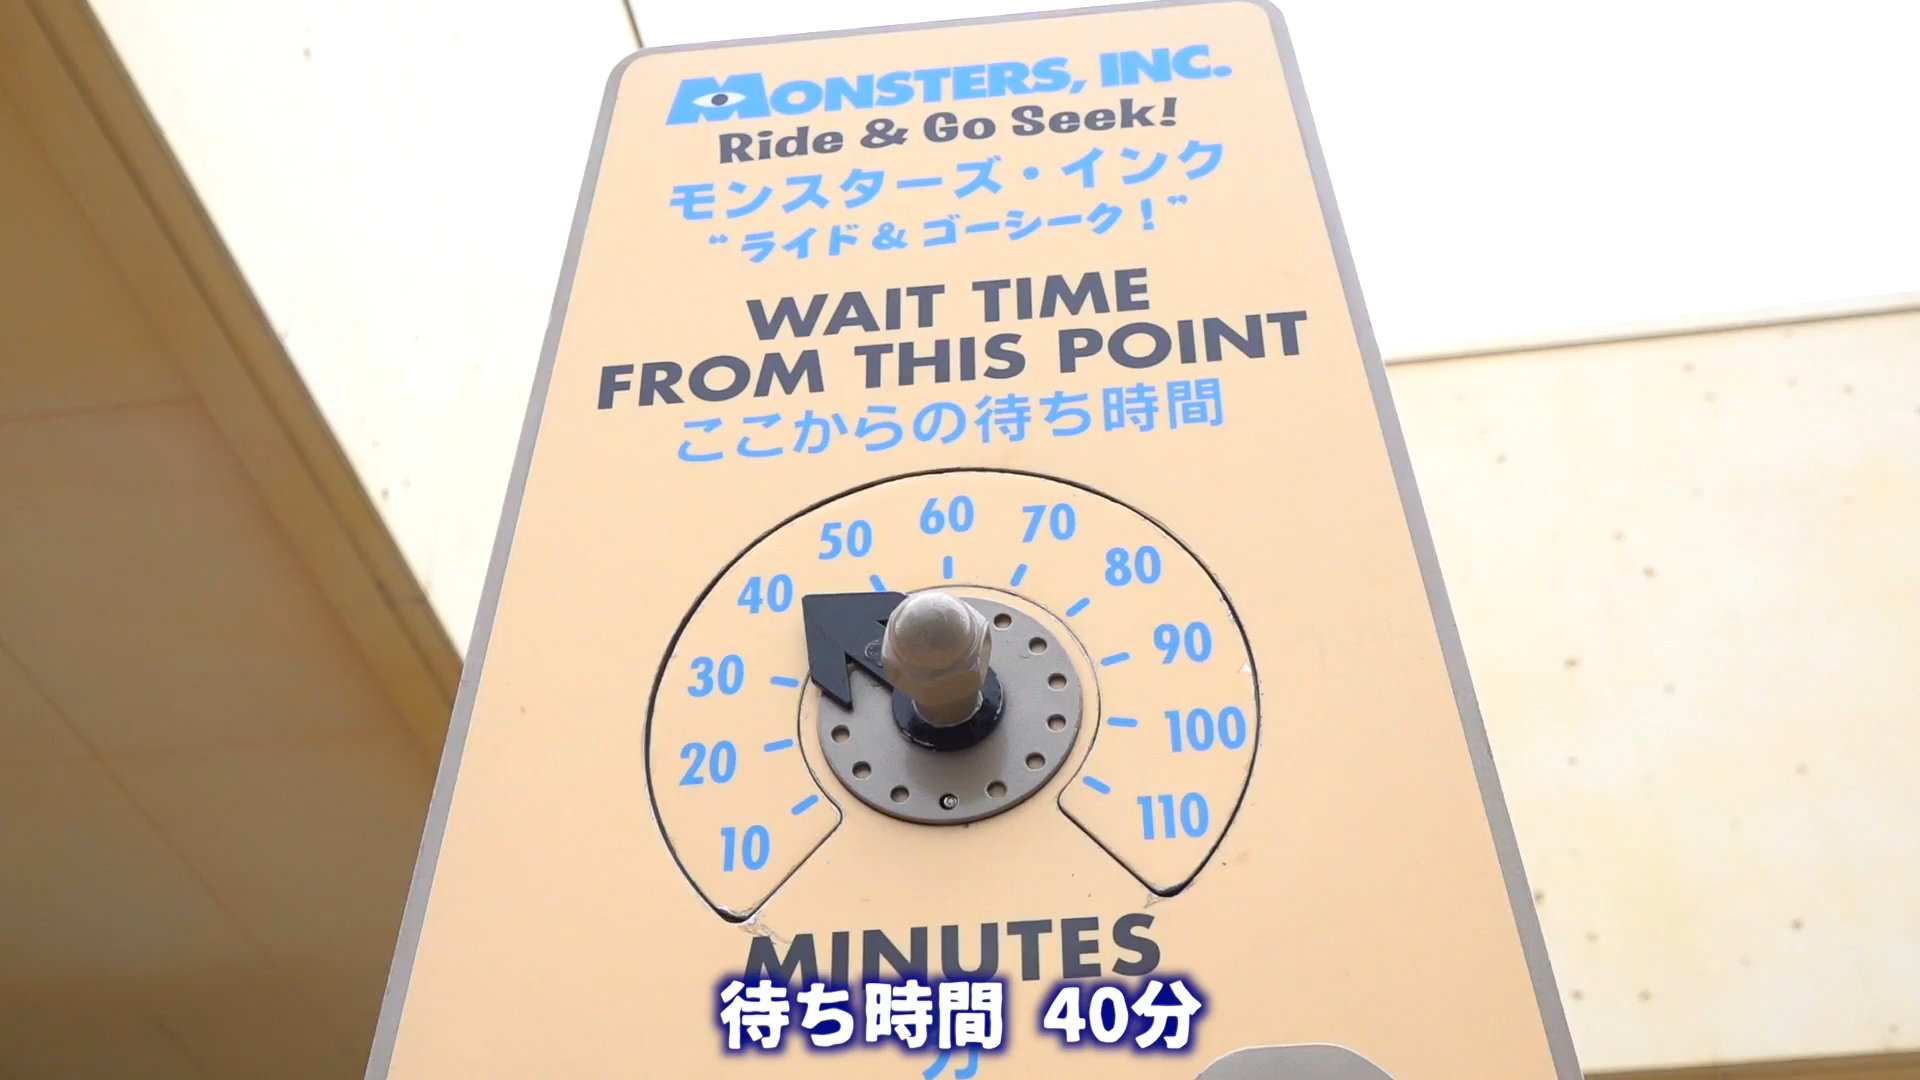 MONSTERS, INC.
Ride & Go Seek!
モンスターズ・インク
“ライド&ゴーシーク!”
WAIT TIME
FROM THIS POINT
ここからの待ち時間
10
20
30
40
50
60
70
80
90
100
110
MINUTES
待ち時間 40分
分